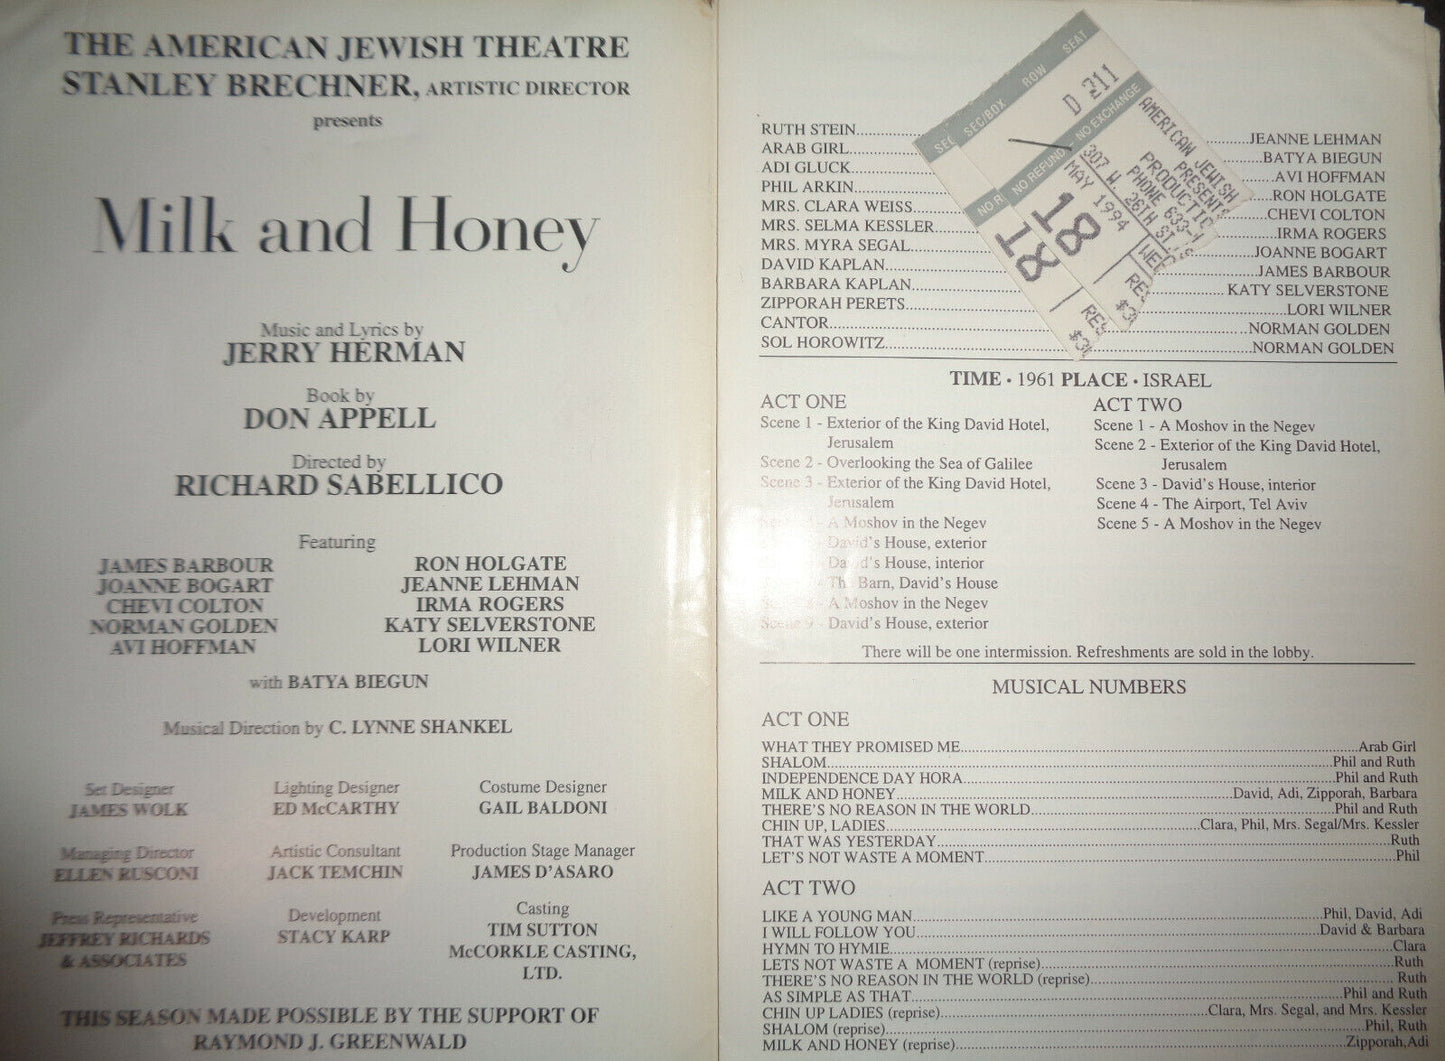 THE AMERICAN JEWISH THEATRE
STANLEY BRECHNER, ARTISTIC DIRECTOR
presents
Milk and Honey
Music and Lyrics by
JERRY HERMAN
Book by
DON APPELL
Directed by
RICHARD SABELLICO
Featuring
JAMES BARBOUR
JOANNE BOGART
CHEVI COLTON
NORMAN GOLDEN
AVI HOFFMAN
RON HOLGATE
JEANNE LEHMAN
IRMA ROGERS
KATY SELVERSTONE
LORI WILNER
with BATYA BIEGUN
Musical Direction by C. LYNNE SHANKEL
Set Designer
JAMES WOLK
Lighting Designer
ED McCARTHY
Costume Designer
GAIL BALDONI
Managing Director
ELLEN RUSCONI
Artistic Consultant
JACK TEMCHIN
Production Stage Manager
JAMES D'ASARO
Press Representative
JEFFREY RICHARDS
& ASSOCIATES
Development
STACY KARP
Casting
TIM SUTTON
McCORKLE CASTING,
LTD.
THIS SEASON MADE POSSIBLE BY THE SUPPORT OF
RAYMOND J. GREENWALD
RUTH STEIN....................JEANNE LEHMAN
ARAB GIRL....................BATYA BIEGUN
ADI GLUCK....................AVI HOFFMAN
PHIL ARKIN....................RON HOLGATE
MRS. CLARA WEISS....................CHEVI COLTON
MRS. SELMA KESSLER....................IRMA ROGERS
MRS. MYRA SEGAL....................JOANNE BOGART
DAVID KAPLAN....................JAMES BARBOUR
BARBARA KAPLAN....................KATY SELVERSTONE
ZIPPORAH PERETS....................LORI WILNER
CANTOR....................NORMAN GOLDEN
SOL HOROWITZ....................NORMAN GOLDEN
SEC/BOX ROW SEAT
D 211
NO REFUND NO EXCHANGE
AMERICAN JEWISH
PRESENTS
307 W. 26TH ST
PHONE 633-
MAY 18 1994
18
TIME • 1961 PLACE • ISRAEL
ACT ONE
Scene 1 - Exterior of the King David Hotel,
Jerusalem
Scene 2 - Overlooking the Sea of Galilee
Scene 3 - Exterior of the King David Hotel,
Jerusalem
A Moshov in the Negev
David's House, exterior
David's House, interior
The Barn, David's House
A Moshov in the Negev
David's House, exterior
ACT TWO
Scene 1 - A Moshov in the Negev
Scene 2 - Exterior of the King David Hotel,
Jerusalem
Scene 3 - David's House, interior
Scene 4 - The Airport, Tel Aviv
Scene 5 - A Moshov in the Negev
There will be one intermission. Refreshments are sold in the lobby.
MUSICAL NUMBERS
ACT ONE
WHAT THEY PROMISED ME....................Arab Girl
SHALOM....................Phil and Ruth
INDEPENDENCE DAY HORA....................Phil and Ruth
MILK AND HONEY....................David, Adi, Zipporah, Barbara
THERE'S NO REASON IN THE WORLD....................Phil and Ruth
CHIN UP, LADIES....................Clara, Phil, Mrs. Segal/Mrs. Kessler
THAT WAS YESTERDAY....................Ruth
LET'S NOT WASTE A MOMENT....................Phil
ACT TWO
LIKE A YOUNG MAN....................Phil, David, Adi
I WILL FOLLOW YOU....................David & Barbara
HYMN TO HYMIE....................Clara
LETS NOT WASTE A MOMENT (reprise)....................Ruth
THERE'S NO REASON IN THE WORLD (reprise)....................Ruth
AS SIMPLE AS THAT....................Phil and Ruth
CHIN UP LADIES (reprise)....................Clara, Mrs. Segal, and Mrs. Kessler
SHALOM (reprise)....................Phil, Ruth
MILK AND HONEY (reprise)....................Zipporah,Adi